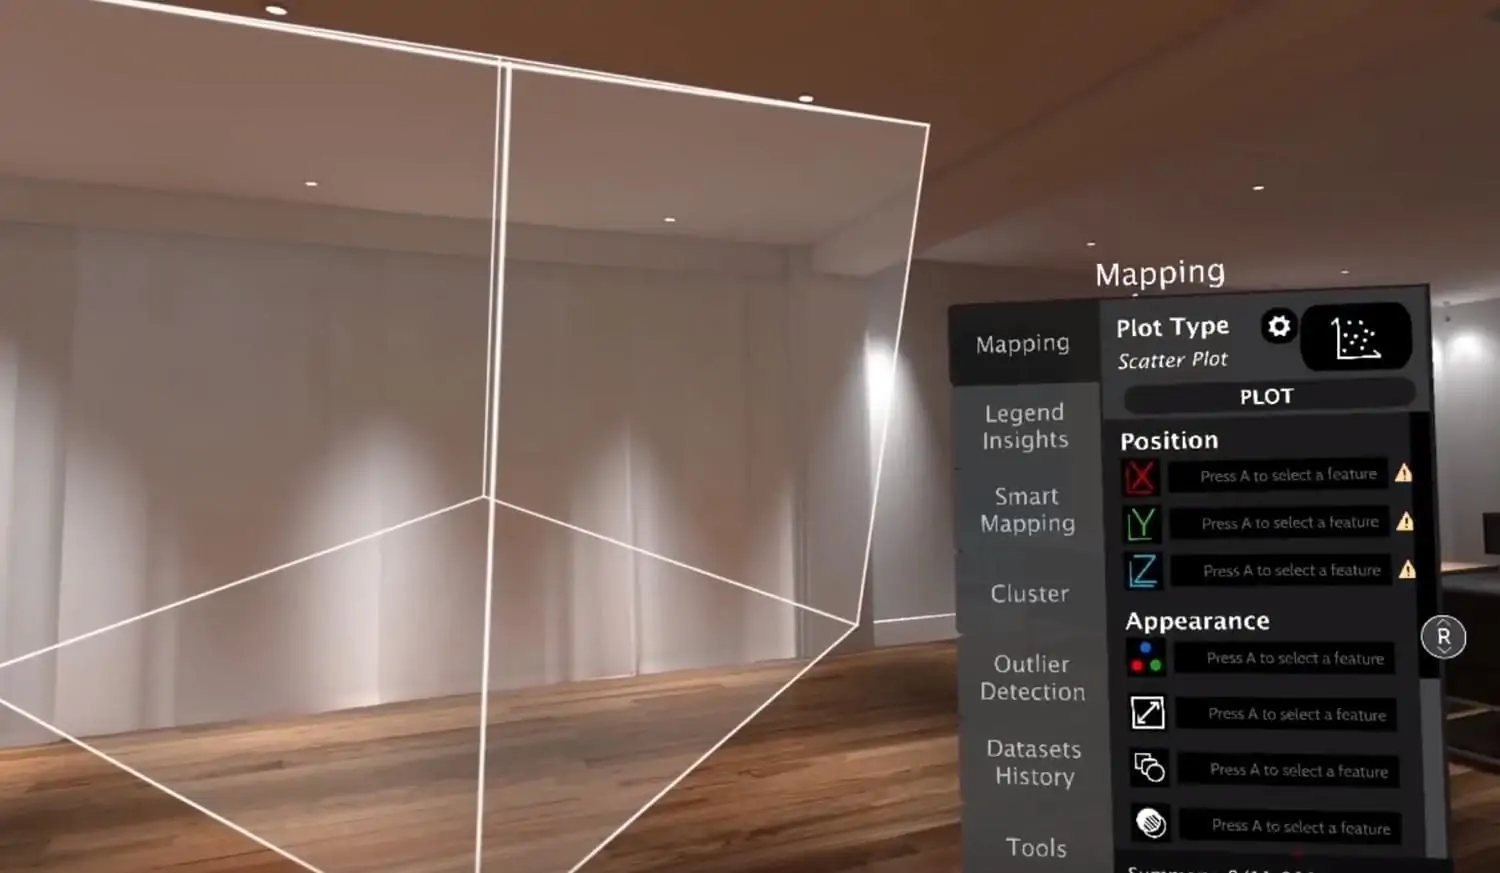 Mapping
Mapping
Legend
Insights
Smart
Mapping
Cluster
Outlier
Detection
Datasets
History
Tools
Plot Type
Scatter Plot
PLOT
Position
X
Press A to select a feature
Y
Press A to select a feature
Z
Press A to select a feature
Appearance
Press A to select a feature
Press A to select a feature
Press A to select a feature
Press A to select a feature
R